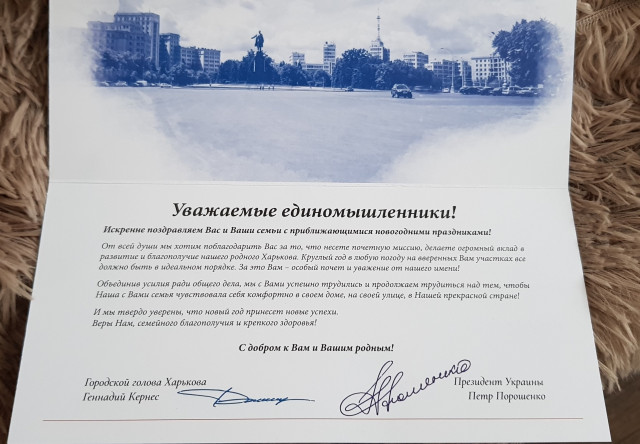 Уважаемые единомышленники!
Искренне поздравляем Вас и Ваши семьи с приближающимися новогодними праздниками!
От всей души мы хотим поблагодарить Вас за то, что несете почетную миссию, делаете огромный вклад в
развитие и благополучие нашего родного Харькова. Круглый год в любую погоду на вверенных Вам участках все
должно быть в идеальном порядке. За это Вам – особый почет и уважение от нашего имени!
Объединив усилия ради общего дела, мы с Вами успешно трудились и продолжаем трудиться над тем, чтобы
Наша с Вами семья чувствовала себя комфортно в своем доме, на своей улице, в Нашей прекрасной стране!
И мы твердо уверены, что новый год принесет новые успехи.
Веры Нам, семейного благополучия и крепкого здоровья!
С добром к Вам и Вашим родным!
Городской голова Харькова
Геннадий Кернес
Президент Украины
Петр Порошенко